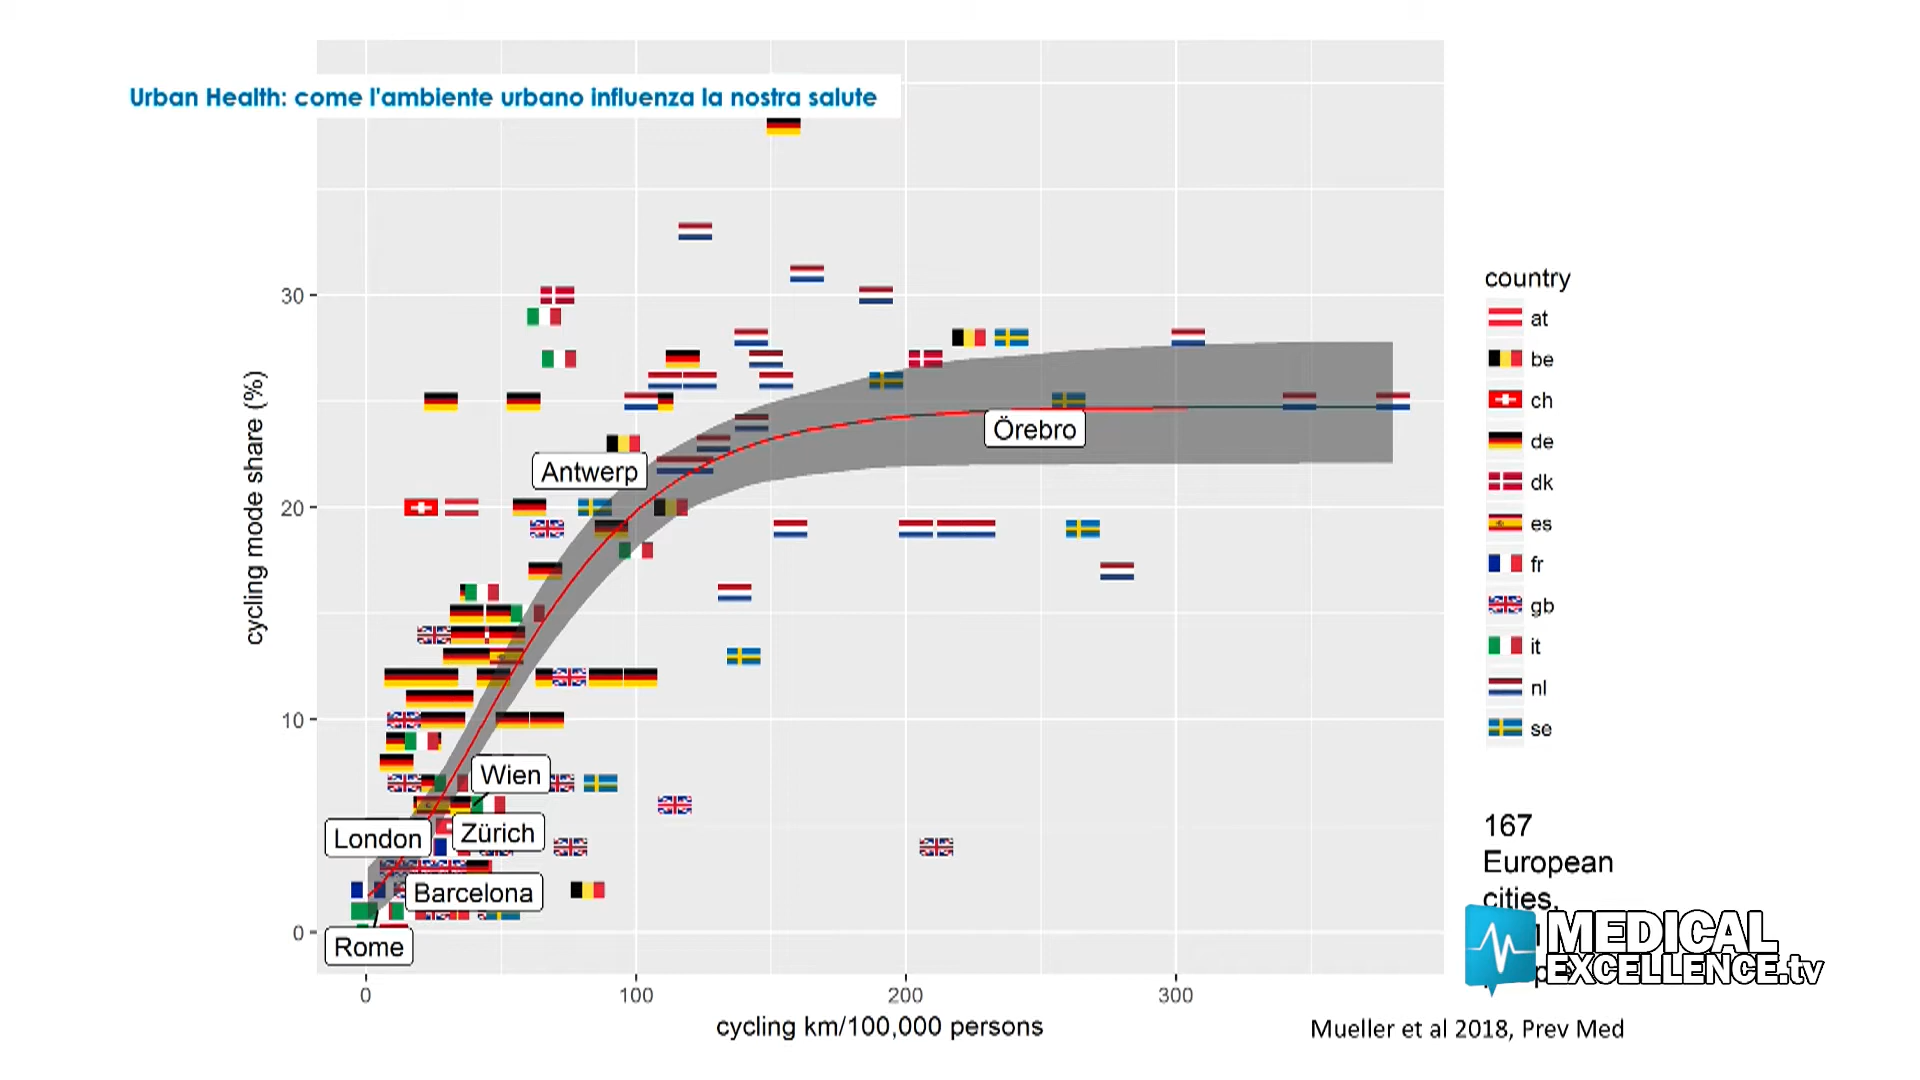 Urban Health: come l'ambiente urbano influenza la nostra salute
cycling mode share (%)
30
20
10
0
Antwerp
Örebro
Wien
London
Zürich
Barcelona
Rome
0
100
200
300
cycling km/100,000 persons
country
at
be
ch
de
dk
es
fr
gb
it
nl
se
167
European
cities,
MEDICAL
EXCELLENCE.tv
Mueller et al 2018, Prev Med